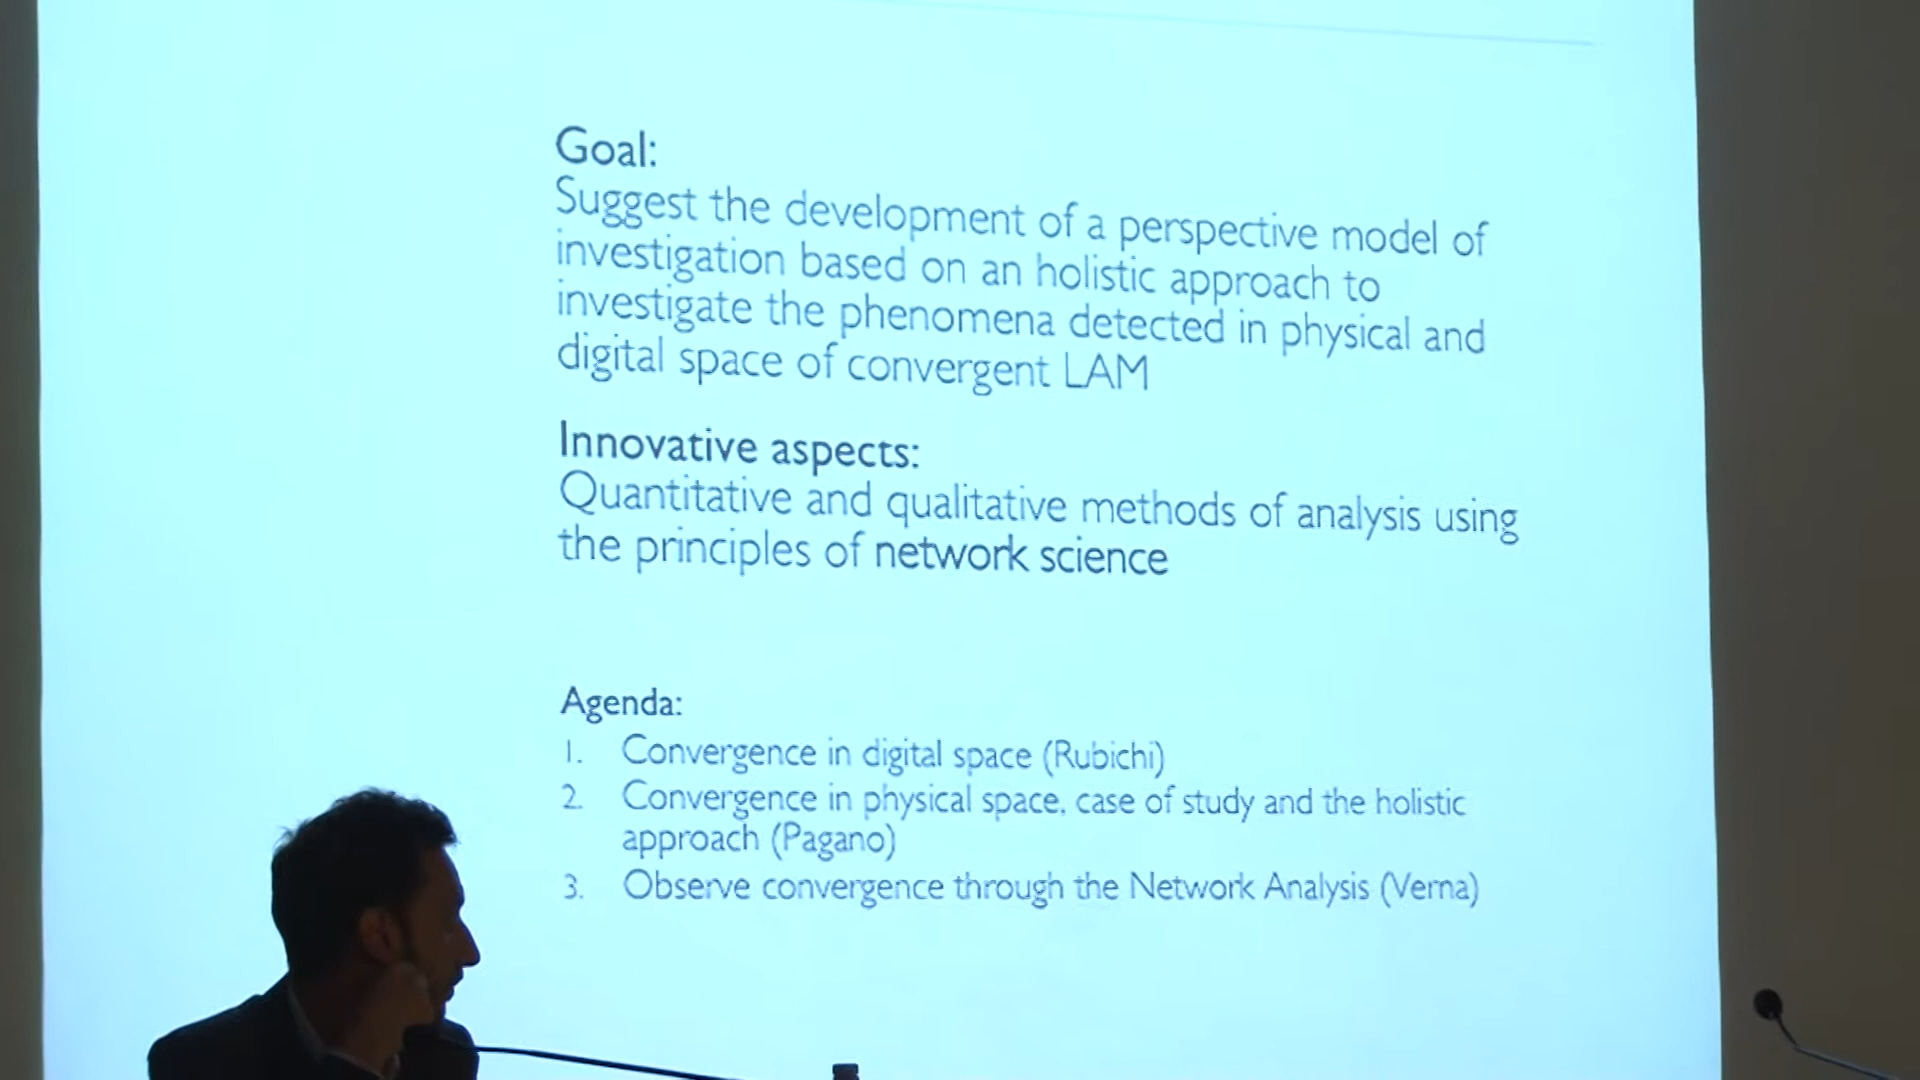 Goal:
Suggest the development of a perspective model of
investigation based on an holistic approach to
investigate the phenomena detected in physical and
digital space of convergent LAM
Innovative aspects:
Quantitative and qualitative methods of analysis using
the principles of network science
Agenda:
1. Convergence in digital space (Rubichi)
2. Convergence in physical space, case of study and the holistic
approach (Pagano)
3. Observe convergence through the Network Analysis (Verna)